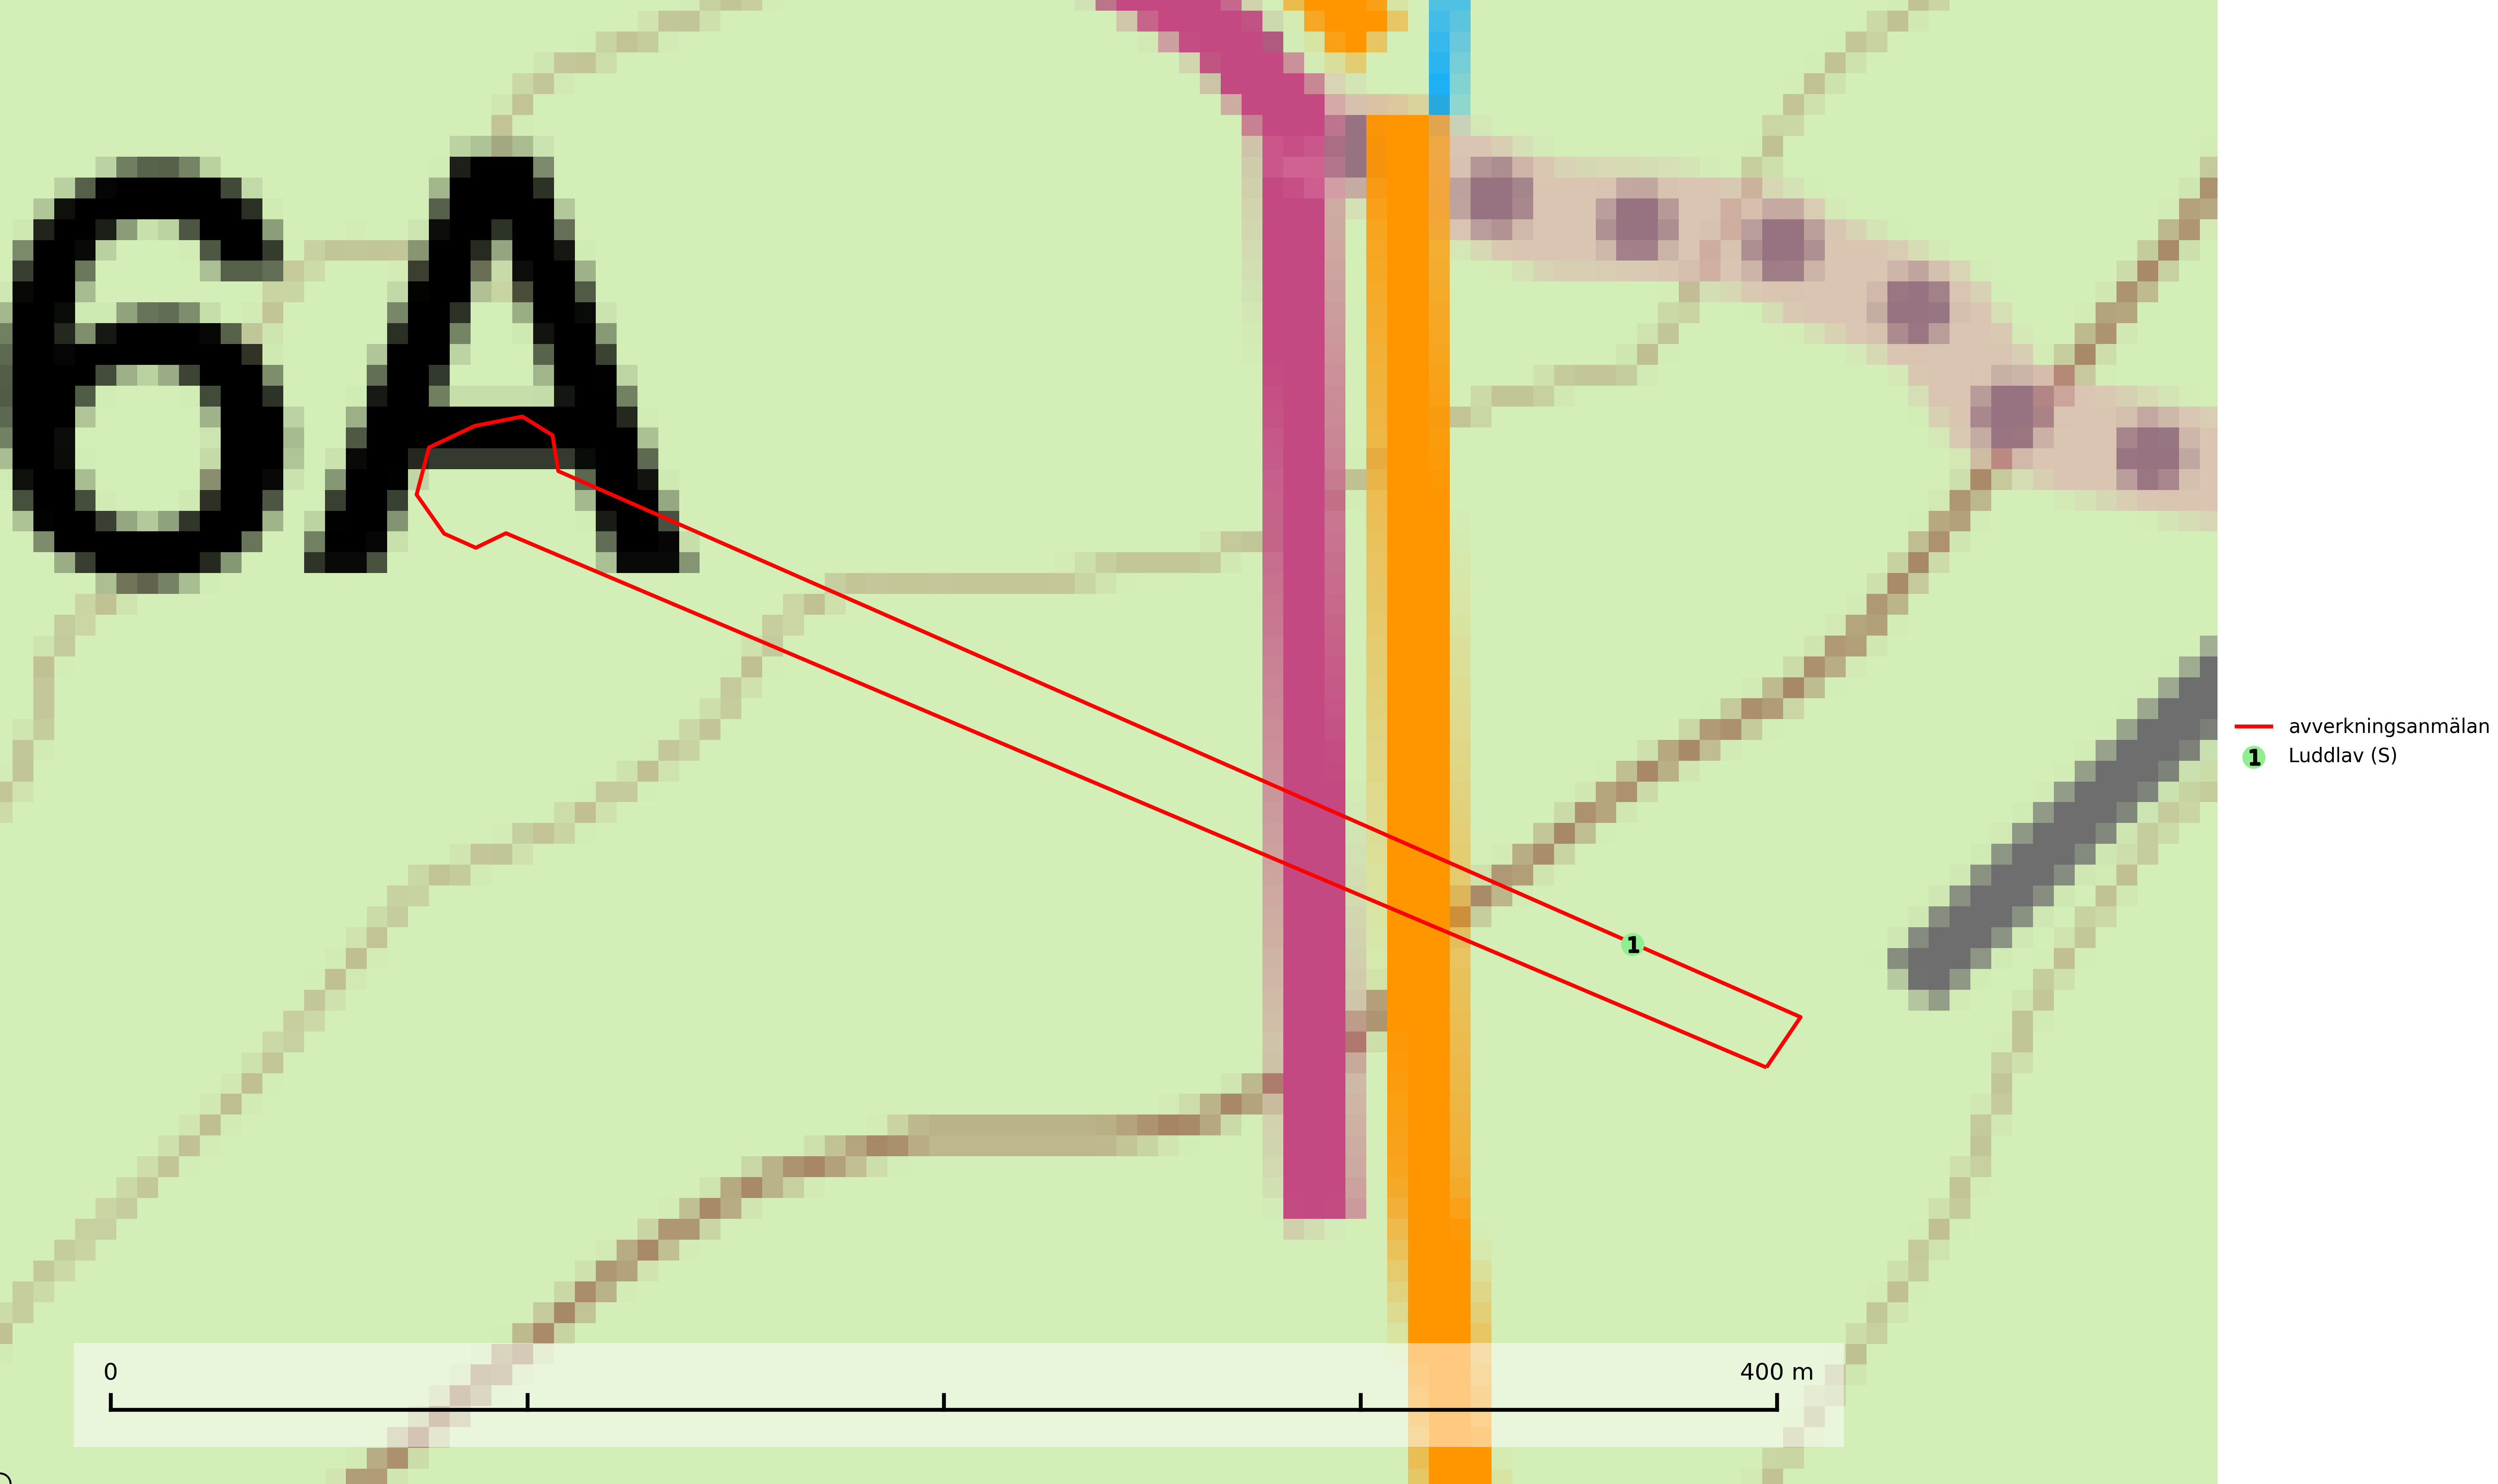 6A
1
avverkningsanmälan
1 Luddlav (S)
0 400 m